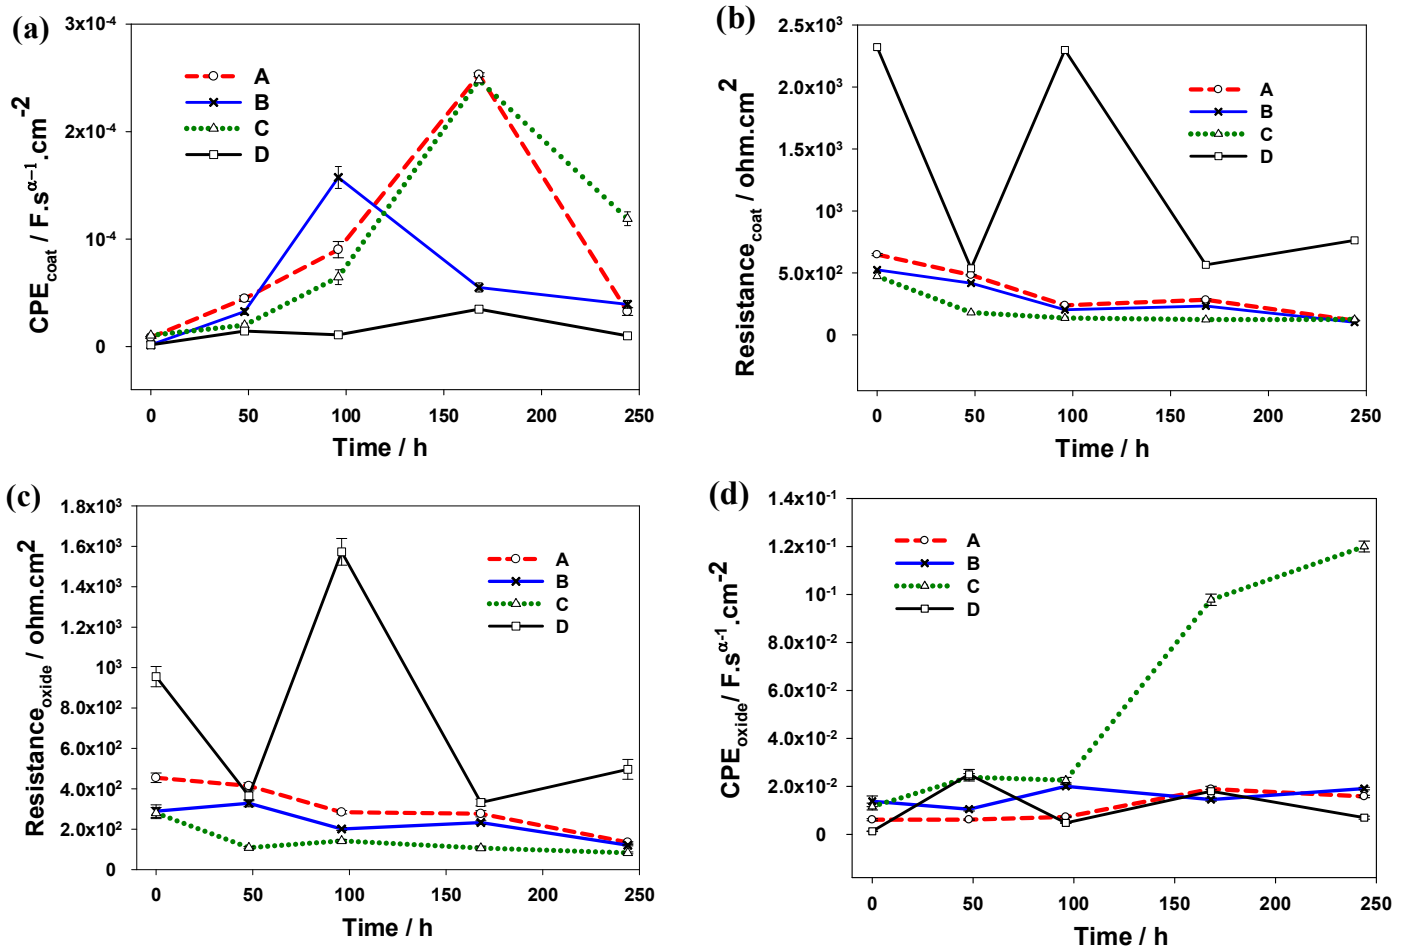 (a)
3x10-4
2x10-4
10-4
0
CPEcoat / F.sα−1.cm-2
A
B
C
D
0 50 100 150 200 250
Time / h
(b)
2.5x103
2.0x103
1.5x103
103
5.0x102
0
Resistancecoat / ohm.cm2
A
B
C
D
0 50 100 150 200 250
Time / h
(c)
1.8x103
1.6x103
1.4x103
1.2x103
103
8.0x102
6.0x102
4.0x102
2.0x102
0
Resistanceoxide / ohm.cm2
A
B
C
D
0 50 100 150 200 250
Time / h
(d)
1.4x10-1
1.2x10-1
10-1
8.0x10-2
6.0x10-2
4.0x10-2
2.0x10-2
0
CPEoxide/ F.sα-1.cm-2
A
B
C
D
0 50 100 150 200 250
Time / h